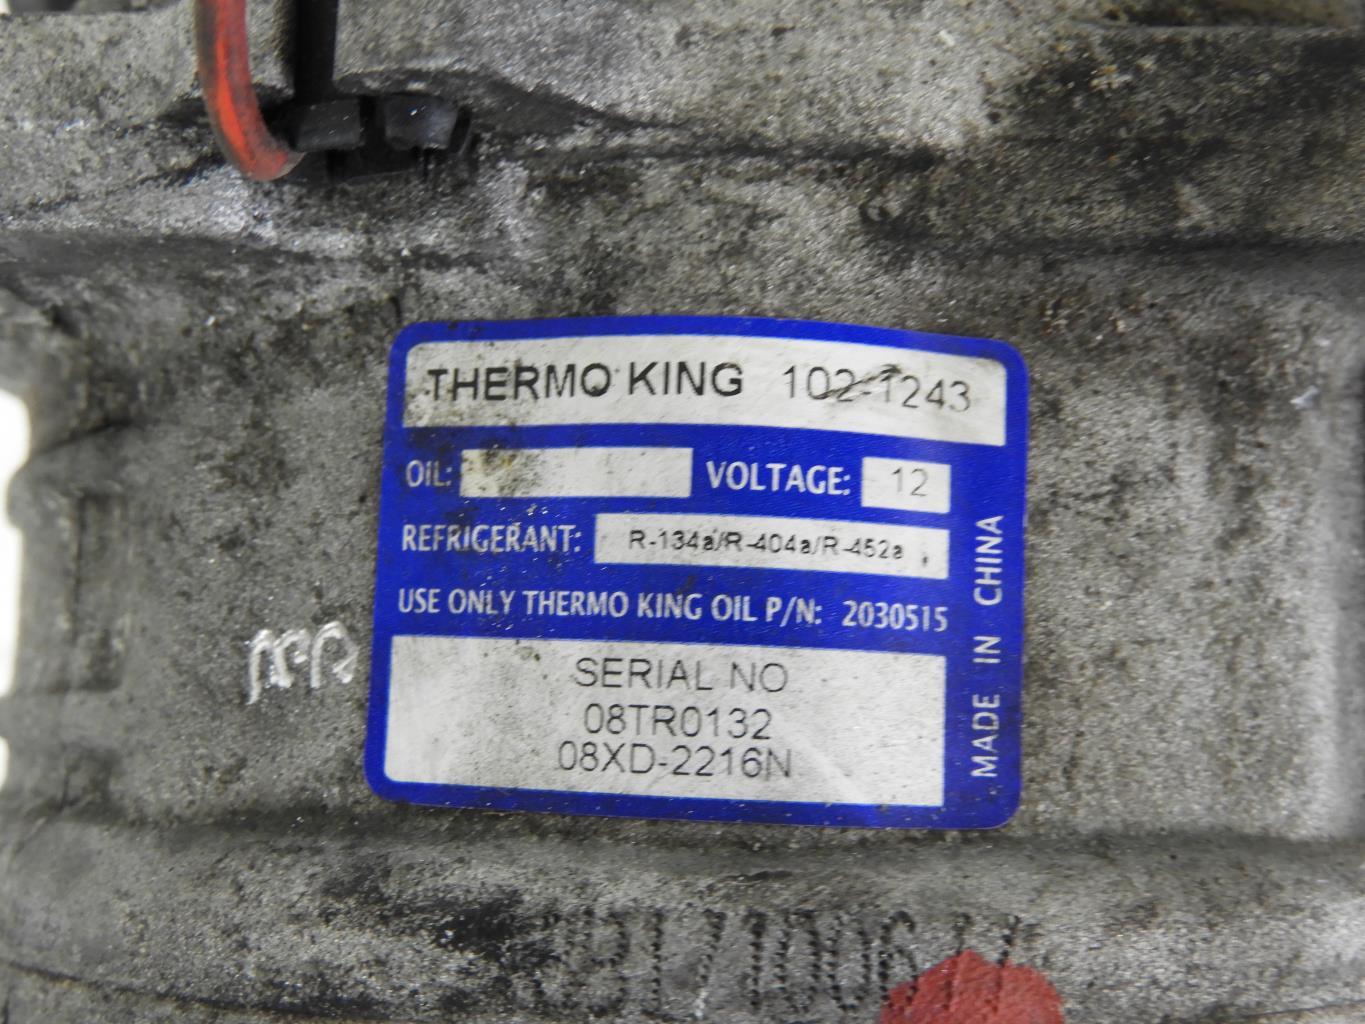 THERMO KING 102-1243
OIL:
VOLTAGE: 12
REFRIGERANT: R-134a/R-404a/R-452a
USE ONLY THERMO KING OIL P/N: 2030515
SERIAL NO
08TR0132
08XD-2216N
MADE IN CHINA